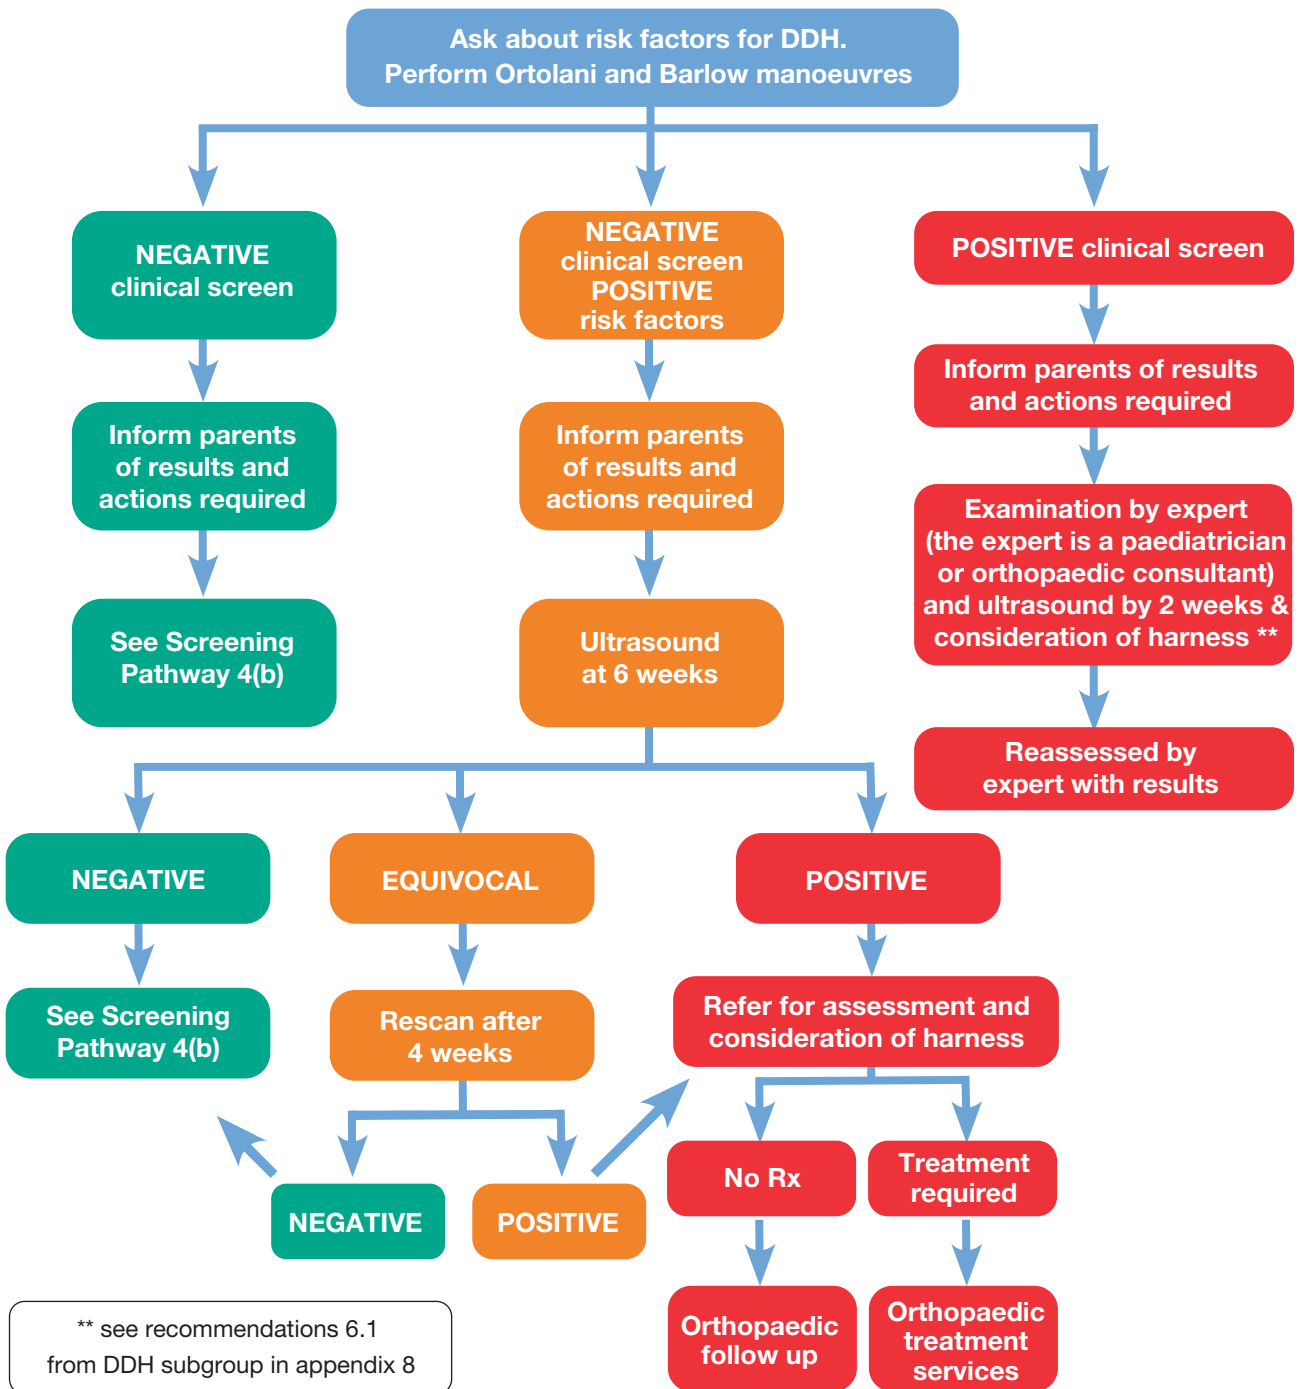 Ask about risk factors for DDH.
Perform Ortolani and Barlow manoeuvres
NEGATIVE
clinical screen
NEGATIVE
clinical screen
POSITIVE
risk factors
POSITIVE clinical screen
Inform parents
of results and
actions required
Inform parents
of results and
actions required
Inform parents of results
and actions required
See Screening
Pathway 4(b)
Ultrasound
at 6 weeks
Examination by expert
(the expert is a paediatrician
or orthopaedic consultant)
and ultrasound by 2 weeks &
consideration of harness **
Reassessed by
expert with results
NEGATIVE
EQUIVOCAL
POSITIVE
See Screening
Pathway 4(b)
Rescan after
4 weeks
Refer for assessment and
consideration of harness
NEGATIVE
POSITIVE
No Rx
Treatment
required
Orthopaedic
follow up
Orthopaedic
treatment
services
** see recommendations 6.1
from DDH subgroup in appendix 8